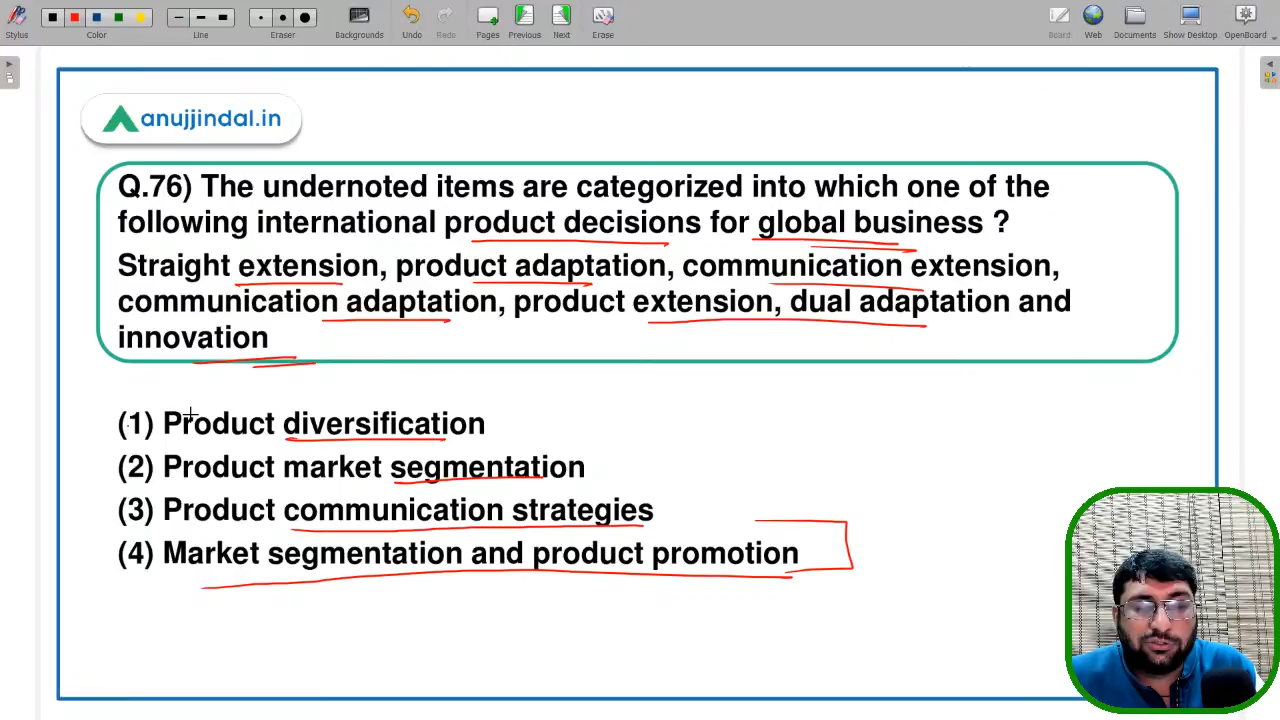 Stylus Color Line Eraser Backgrounds Undo Redo Pages Previous Next Erase Board Web Documents Show Desktop OpenBoard
anujjindal.in
Q.76) The undernoted items are categorized into which one of the
following international product decisions for global business ?
Straight extension, product adaptation, communication extension,
communication adaptation, product extension, dual adaptation and
innovation
(1) Product diversification
(2) Product market segmentation
(3) Product communication strategies
(4) Market segmentation and product promotion